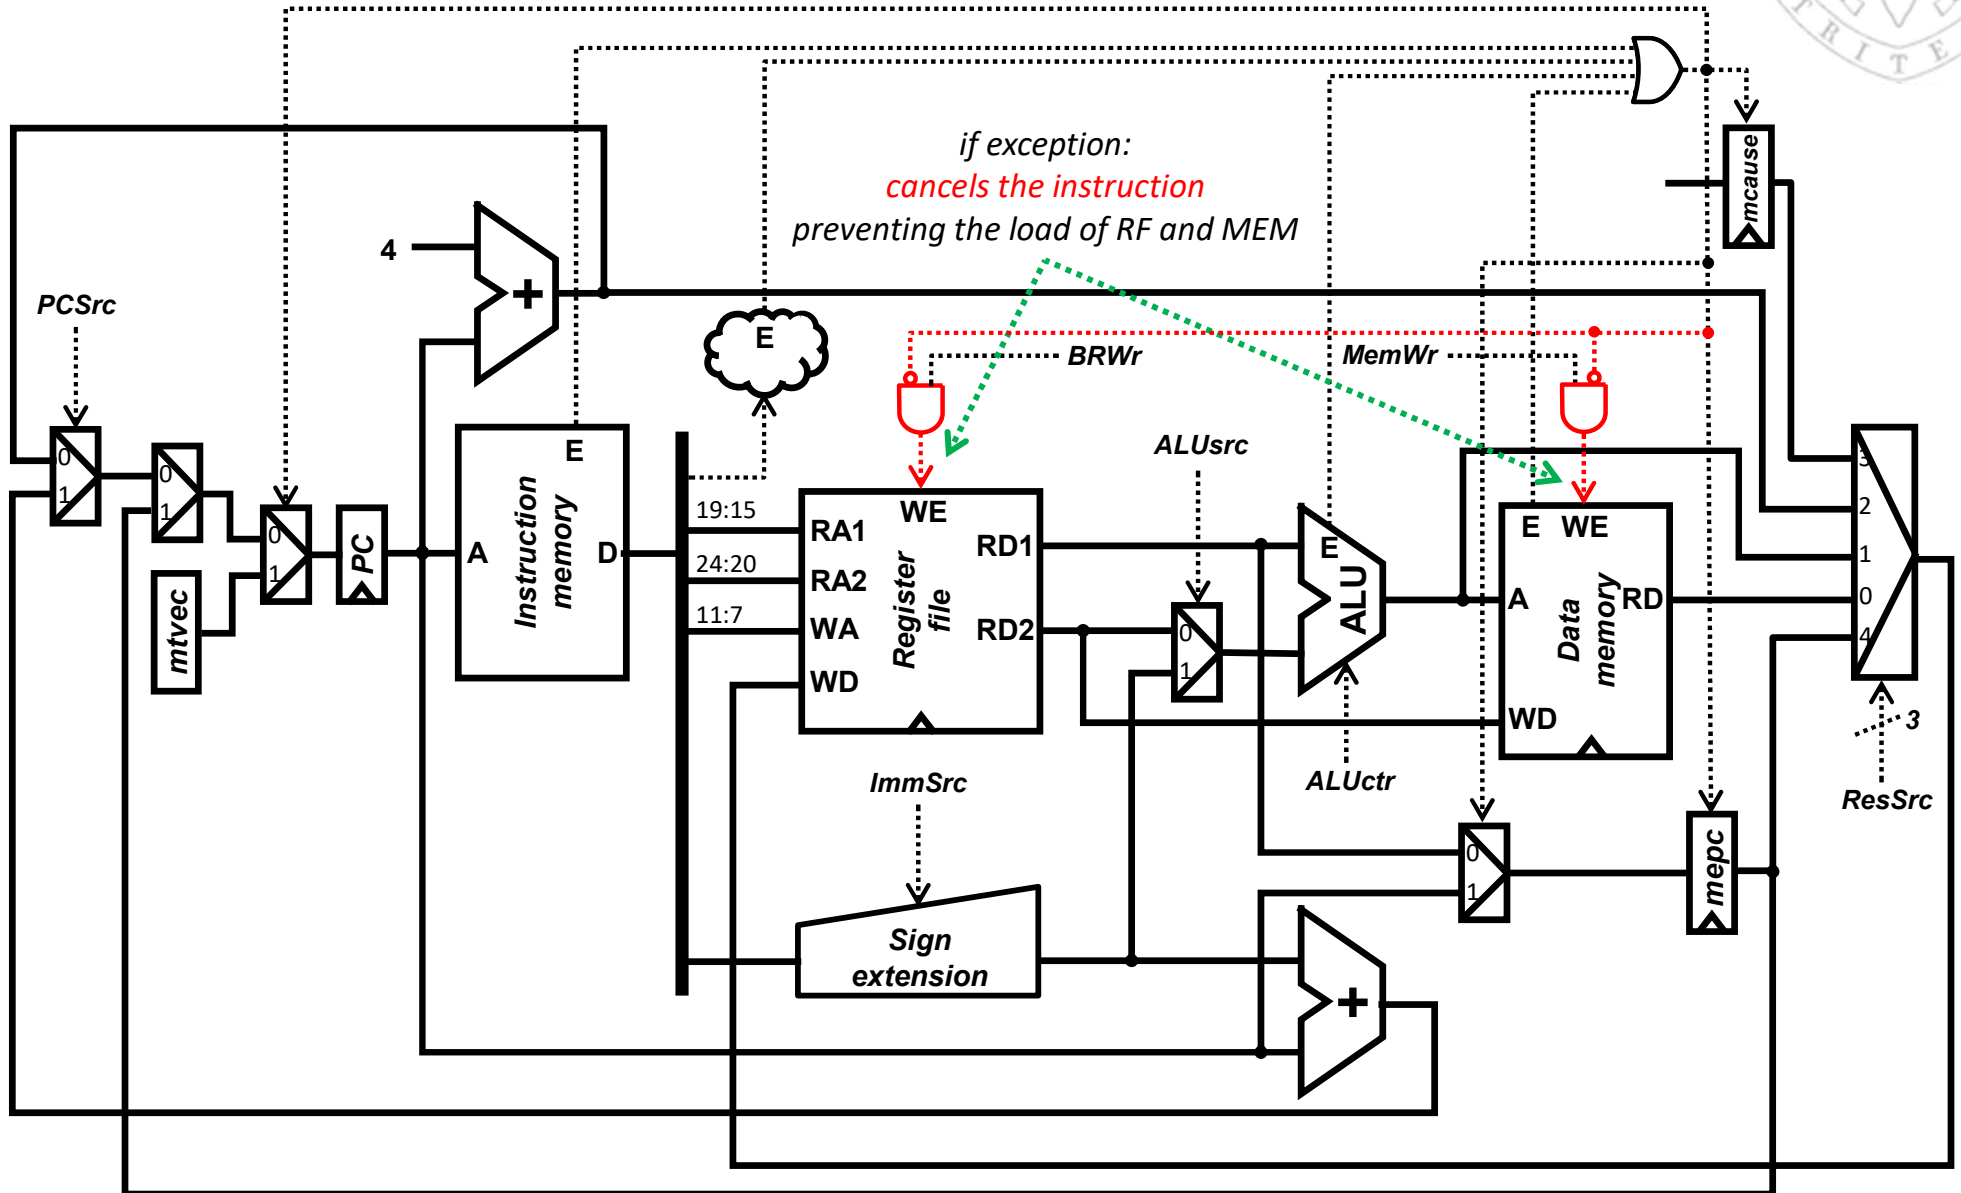 T R I T E
if exception:
cancels the instruction
preventing the load of RF and MEM
mcause
4
+
PCSrc
E
BRWr
MemWr
0
1
0
1
0
1
mtvec
PC
E
A
Instruction
memory
D
19:15
24:20
11:7
WE
RA1
RA2
WA
WD
Register
file
RD1
RD2
ALUsrc
0
1
E
ALU
ALUctr
E WE
A
Data
memory
RD
WD
3
2
1
0
4
3
ResSrc
ImmSrc
Sign
extension
+
0
1
mepc